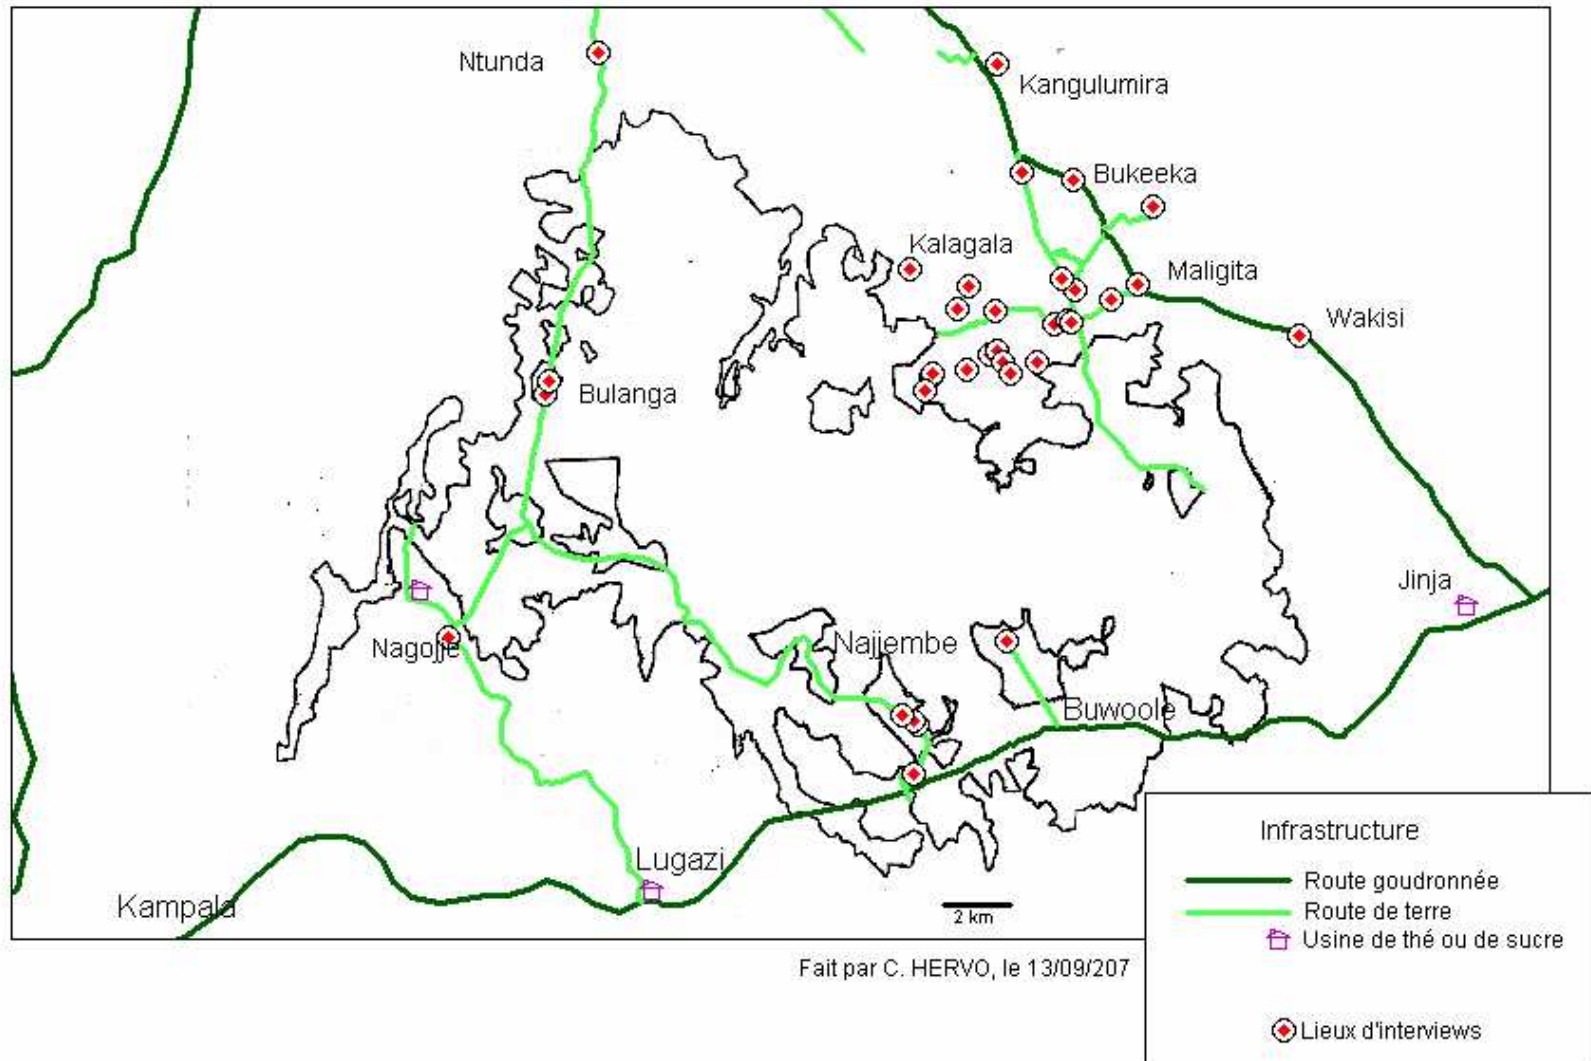 Ntunda
Kangulumira
Bukeeka
Kalagala
Maligita
Wakisi
Bulanga
Jinja
Nagojje
Najjembe
Buwoole
Lugazi
Kampala
2 km
Infrastructure
Route goudronnée
Route de terre
Usine de thé ou de sucre
Lieux d'interviews
Fait par C. HERVO, le 13/09/207